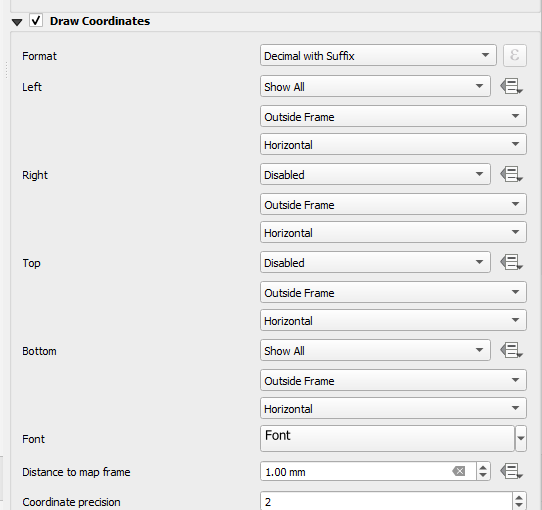 Draw Coordinates
Format Decimal with Suffix ε
Left Show All
Outside Frame
Horizontal
Right Disabled
Outside Frame
Horizontal
Top Disabled
Outside Frame
Horizontal
Bottom Show All
Outside Frame
Horizontal
Font Font
Distance to map frame 1.00 mm
Coordinate precision 2